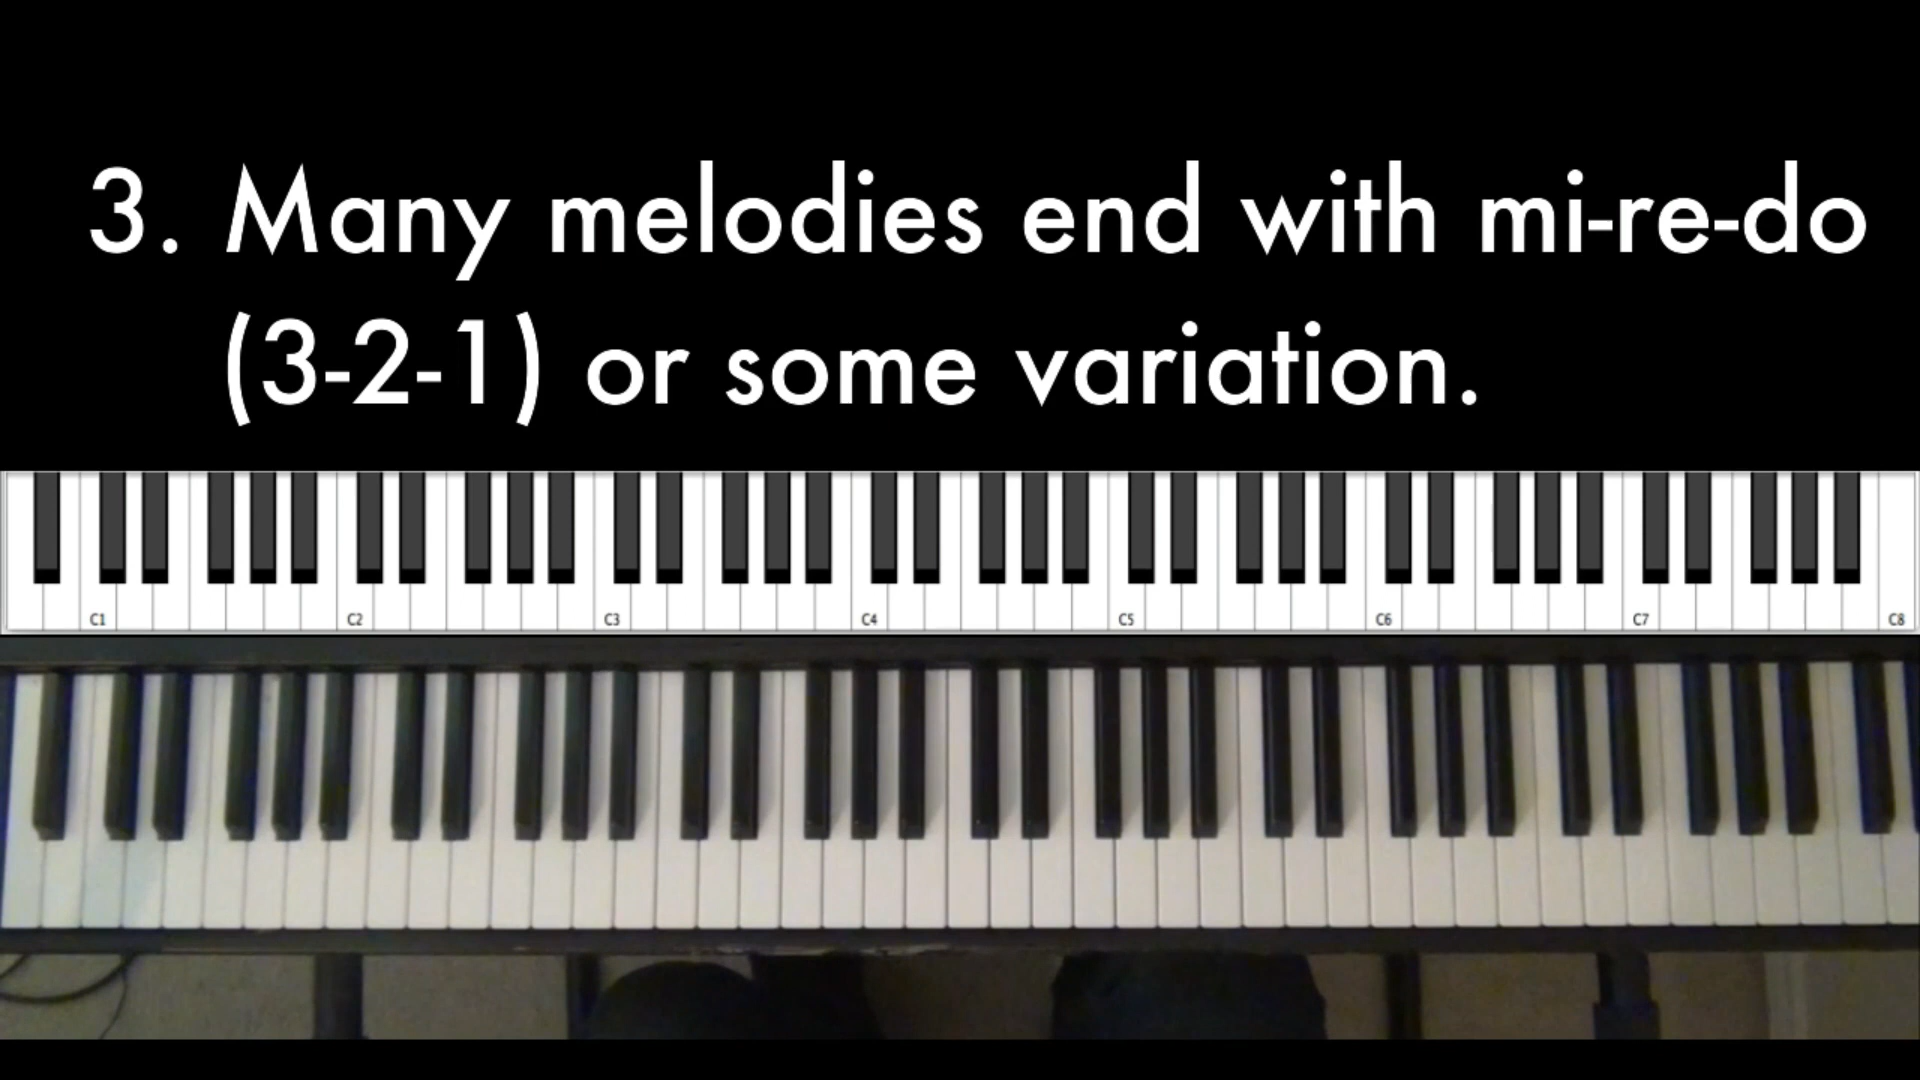 3. Many melodies end with mi-re-do
(3-2-1) or some variation.
C1 C2 C3 C4 C5 C6 C7 C8